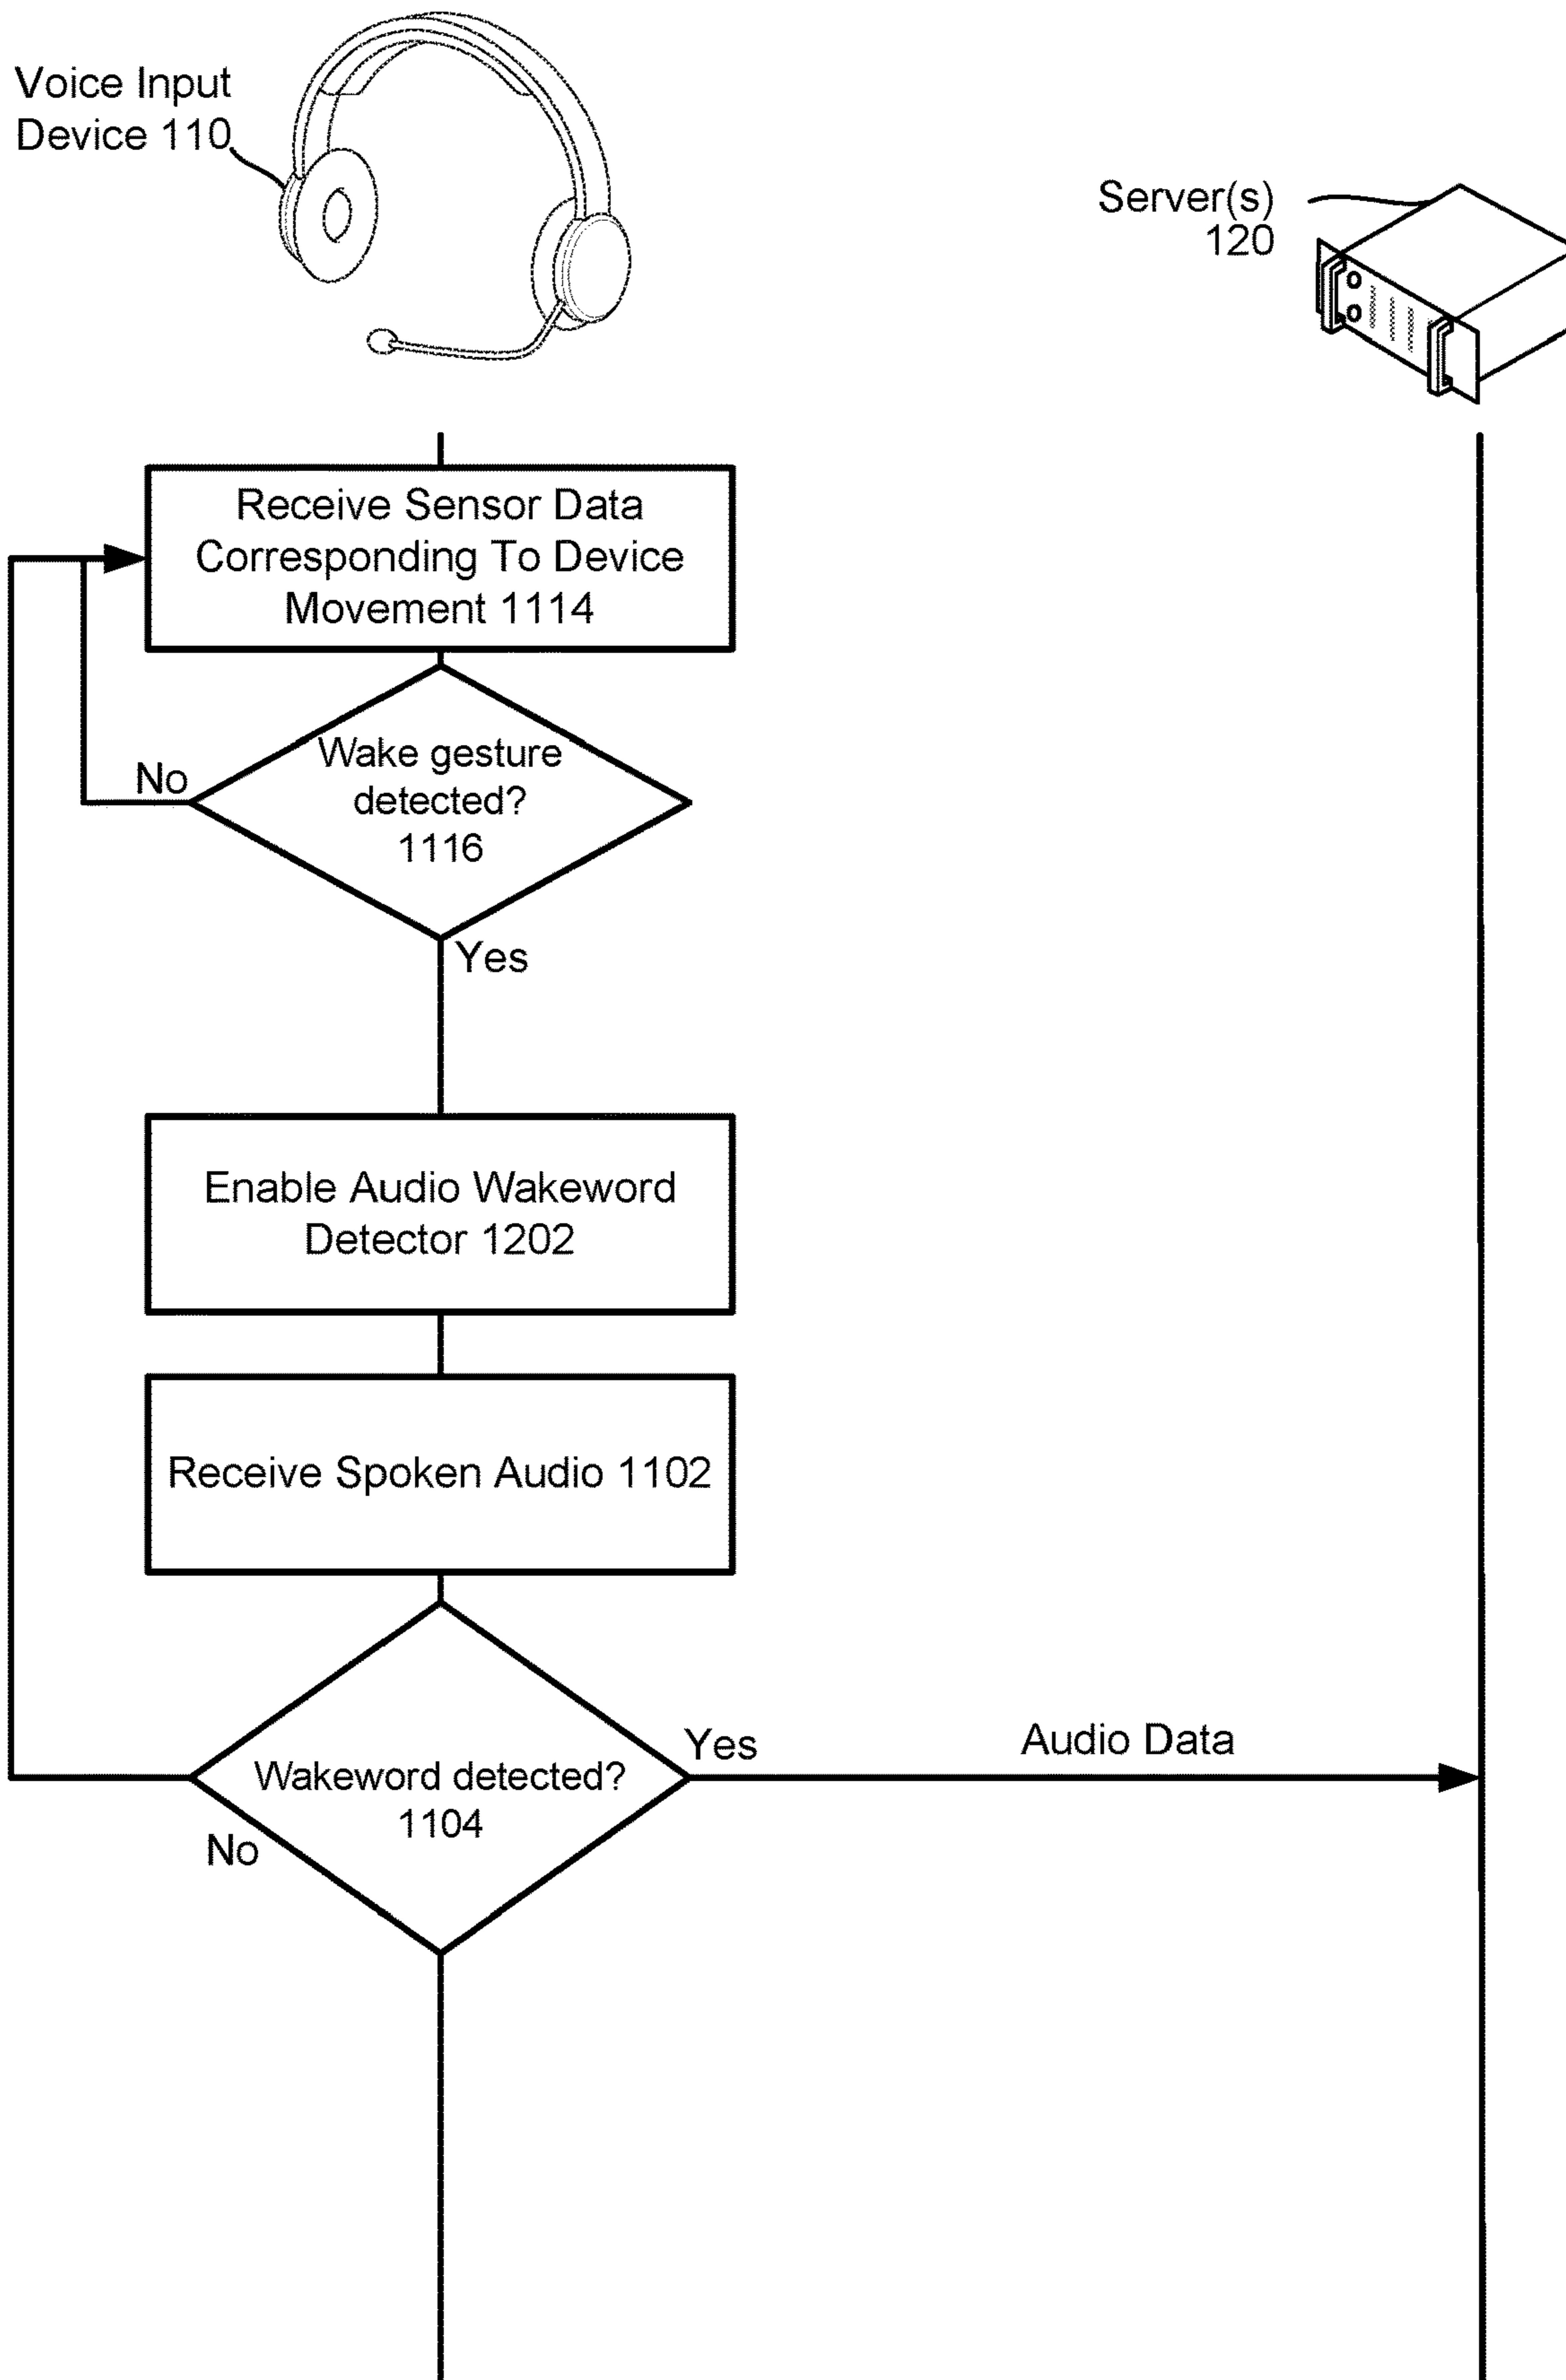 Voice Input
Device 110
Server(s)
120
Receive Sensor Data
Corresponding To Device
Movement 1114
Wake gesture
detected?
1116
No
Yes
Enable Audio Wakeword
Detector 1202
Receive Spoken Audio 1102
Wakeword detected?
1104
Yes
Audio Data
No